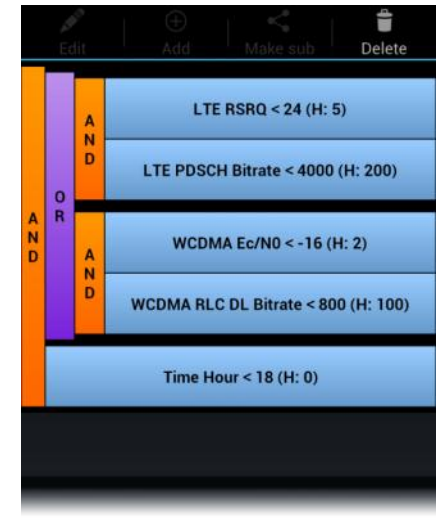 Edit
Add
Make sub
Delete
AND
OR
AND
LTE RSRQ < 24 (H: 5)
LTE PDSCH Bitrate < 4000 (H: 200)
AND
WCDMA Ec/N0 < -16 (H: 2)
WCDMA RLC DL Bitrate < 800 (H: 100)
Time Hour < 18 (H: 0)